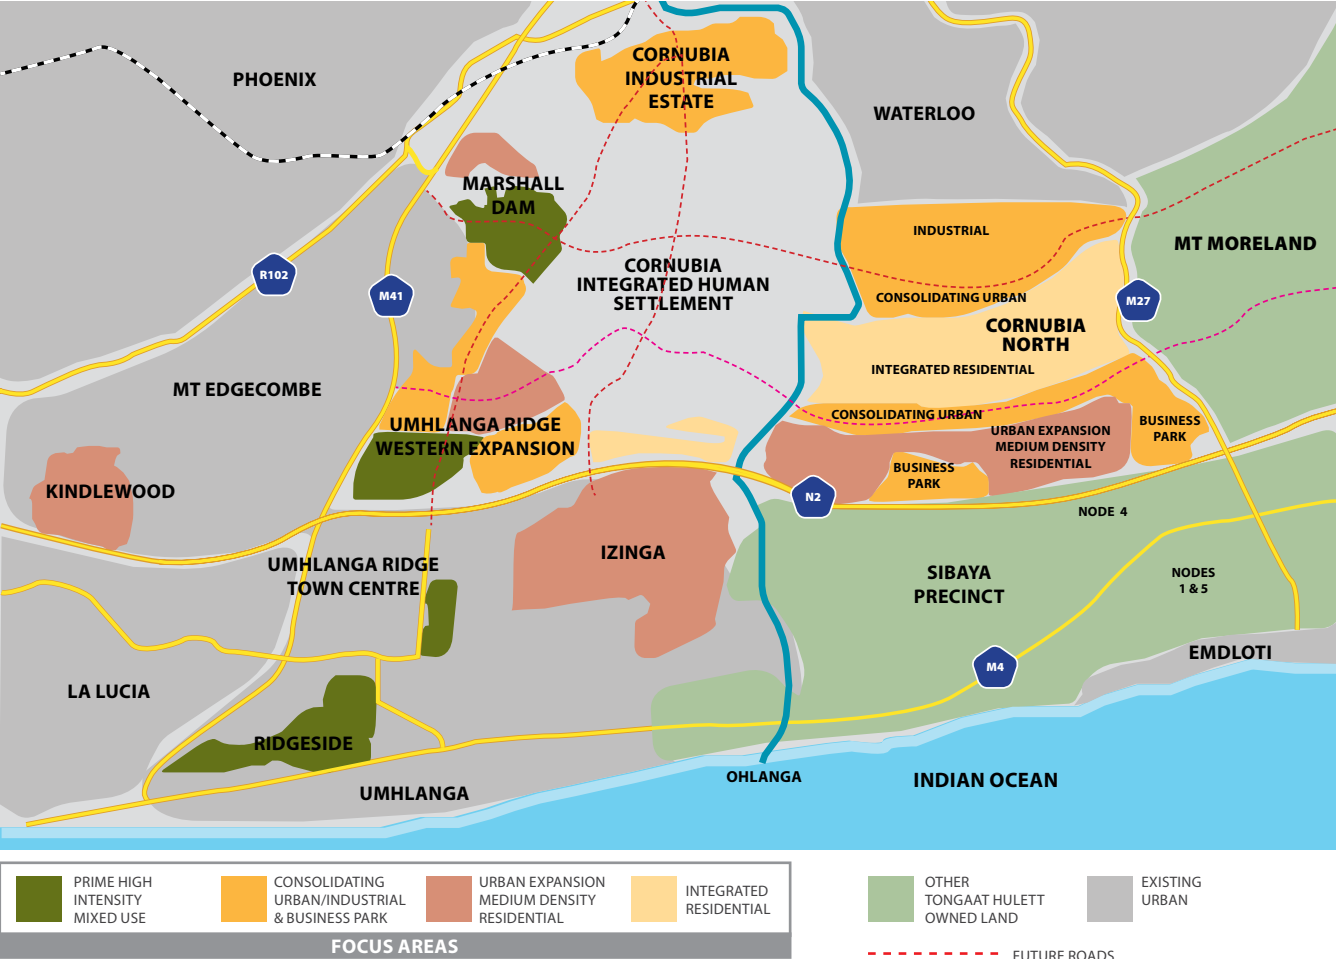 CORNUBIA
INDUSTRIAL
ESTATE
PHOENIX
WATERLOO
MARSHALL
DAM
INDUSTRIAL
MT MORELAND
R102
M41
CORNUBIA
INTEGRATED HUMAN
SETTLEMENT
CONSOLIDATING URBAN
M27
CORNUBIA
NORTH
INTEGRATED RESIDENTIAL
MT EDGECOMBE
CONSOLIDATING URBAN
UMHLANGA RIDGE
WESTERN EXPANSION
URBAN EXPANSION
MEDIUM DENSITY
RESIDENTIAL
BUSINESS
PARK
BUSINESS
PARK
KINDLEWOOD
N2
NODE 4
IZINGA
UMHLANGA RIDGE
TOWN CENTRE
SIBAYA
PRECINCT
NODES
1 & 5
EMDLOTI
M4
LA LUCIA
RIDGESIDE
OHLANGA
INDIAN OCEAN
UMHLANGA
PRIME HIGH
INTENSITY
MIXED USE
CONSOLIDATING
URBAN/INDUSTRIAL
& BUSINESS PARK
URBAN EXPANSION
MEDIUM DENSITY
RESIDENTIAL
INTEGRATED
RESIDENTIAL
OTHER
TONGAAT HULETT
OWNED LAND
EXISTING
URBAN
FOCUS AREAS
FUTURE ROADS